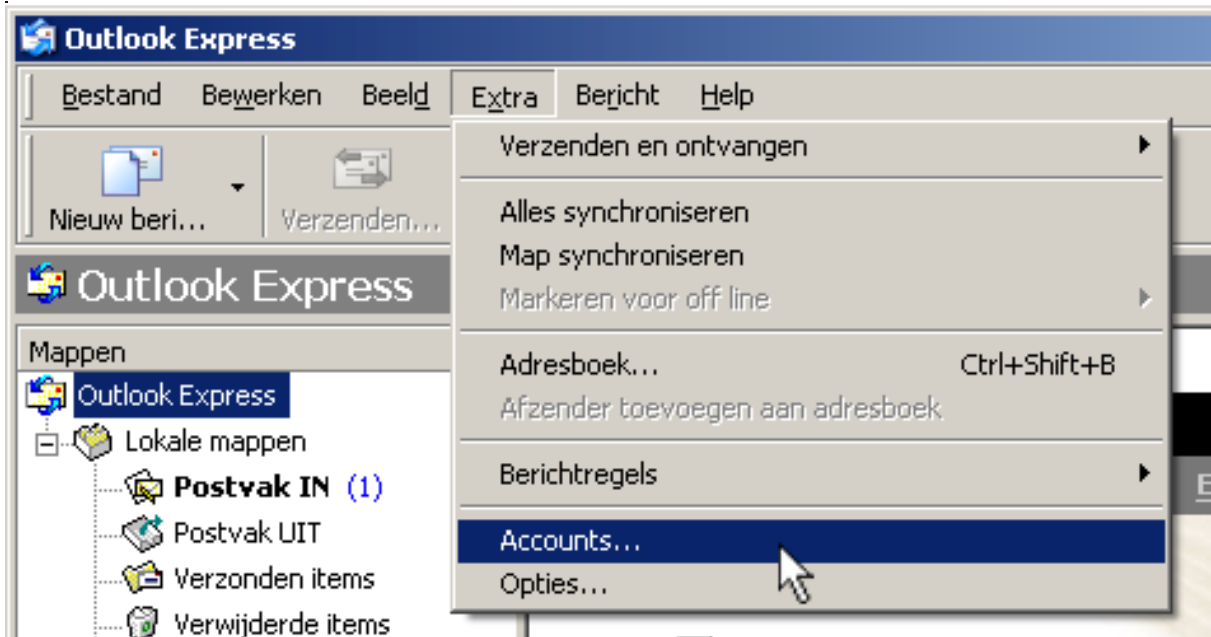 Outlook Express
Bestand Bewerken Beeld Extra Bericht Help
Nieuw beri... Verzenden...
Outlook Express
Verzenden en ontvangen
Alles synchroniseren
Map synchroniseren
Markeren voor off line
Adresboek... Ctrl+Shift+B
Afzender toevoegen aan adresboek
Berichtregels
Accounts...
Opties...
Mappen
Outlook Express
Lokale mappen
Postvak IN (1)
Postvak UIT
Verzonden items
Verwijderde items